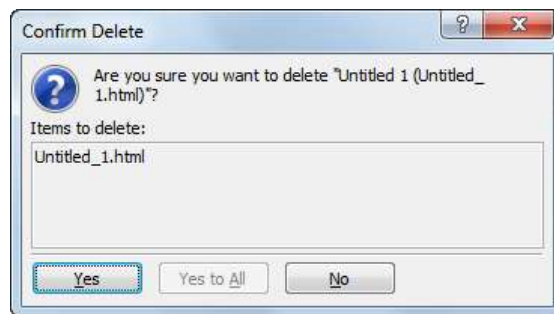 Confirm Delete
Are you sure you want to delete "Untitled 1 (Untitled_
1.html)"?
Items to delete:
Untitled_1.html
Yes
Yes to All
No